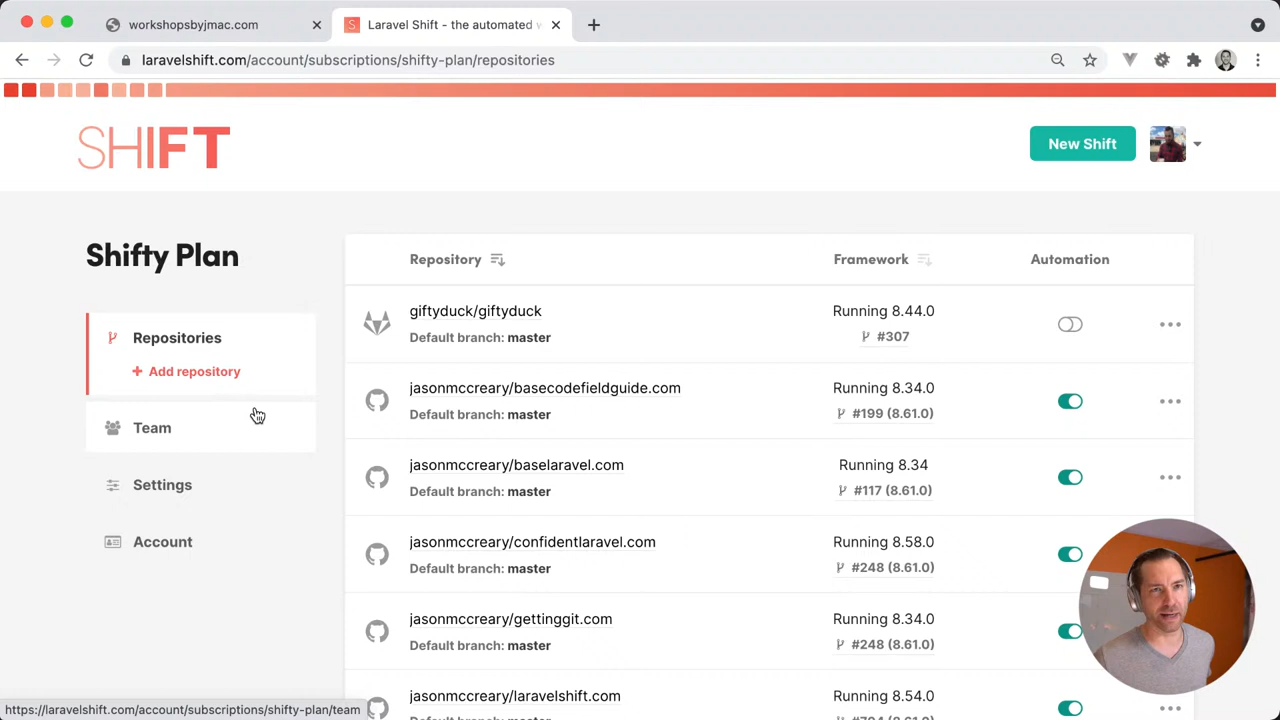 workshopsbyjmac.com
Laravel Shift - the automated
laravelshift.com/account/subscriptions/shifty-plan/repositories
SHIFT
New Shift
Shifty Plan
Repositories
+ Add repository
Team
Settings
Account
Repository
Framework
Automation
giftyduck/giftyduck
Running 8.44.0
Default branch: master
#307
jasonmccreary/basecodefieldguide.com
Running 8.34.0
Default branch: master
#199 (8.61.0)
jasonmccreary/baselaravel.com
Running 8.34
Default branch: master
#117 (8.61.0)
jasonmccreary/confidentlaravel.com
Running 8.58.0
Default branch: master
#248 (8.61.0)
jasonmccreary/gettinggit.com
Running 8.34.0
Default branch: master
#248 (8.61.0)
jasonmccreary/laravelshift.com
Running 8.54.0
https://laravelshift.com/account/subscriptions/shifty-plan/team